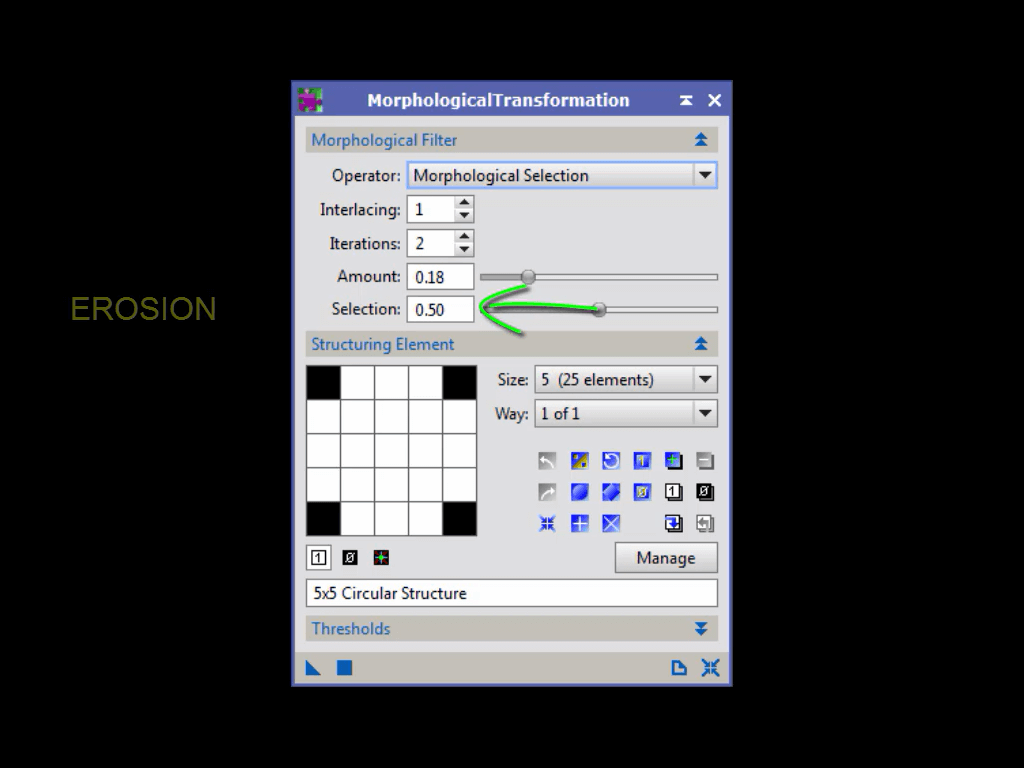 MorphologicalTransformation
Morphological Filter
Operator: Morphological Selection
Interlacing: 1
Iterations: 2
Amount: 0.18
EROSION
Selection: 0.50
Structuring Element
Size: 5 (25 elements)
Way: 1 of 1
Manage
5x5 Circular Structure
Thresholds